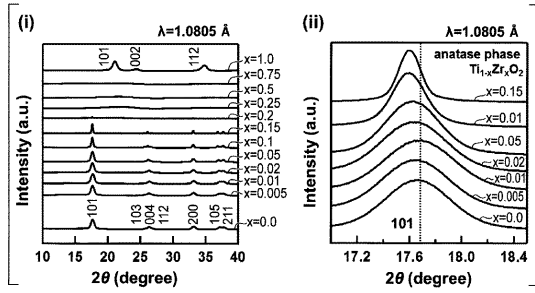 (i)
λ=1.0805 Å
101
002
112
x=1.0
x=0.75
x=0.5
x=0.25
x=0.2
x=0.15
x=0.1
x=0.05
x=0.02
x=0.01
x=0.005
x=0.0
101
103
004
112
200
105
211
Intensity (a.u.)
10 15 20 25 30 35 40
2θ (degree)
(ii)
λ=1.0805 Å
anatase phase
Ti1-xZrxO2
x=0.15
x=0.01
x=0.05
x=0.02
x=0.01
x=0.005
x=0.0
101
Intensity (a.u.)
17.2 17.6 18.0 18.4
2θ (degree)